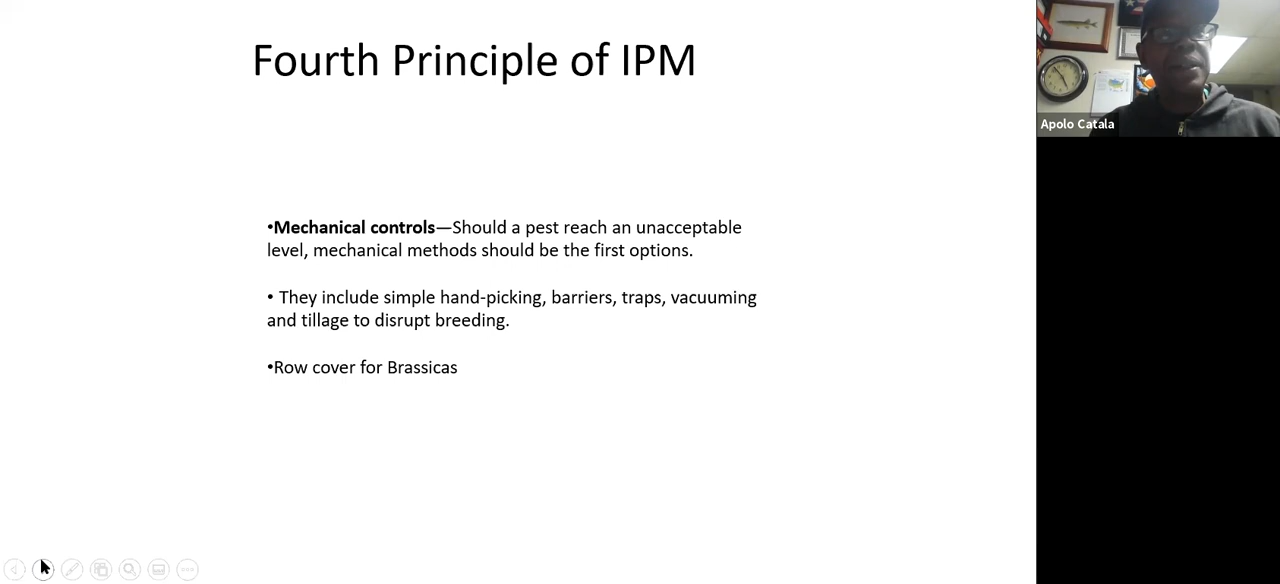 Fourth Principle of IPM
•Mechanical controls—Should a pest reach an unacceptable
level, mechanical methods should be the first options.
• They include simple hand-picking, barriers, traps, vacuuming
and tillage to disrupt breeding.
•Row cover for Brassicas
Apolo Catala